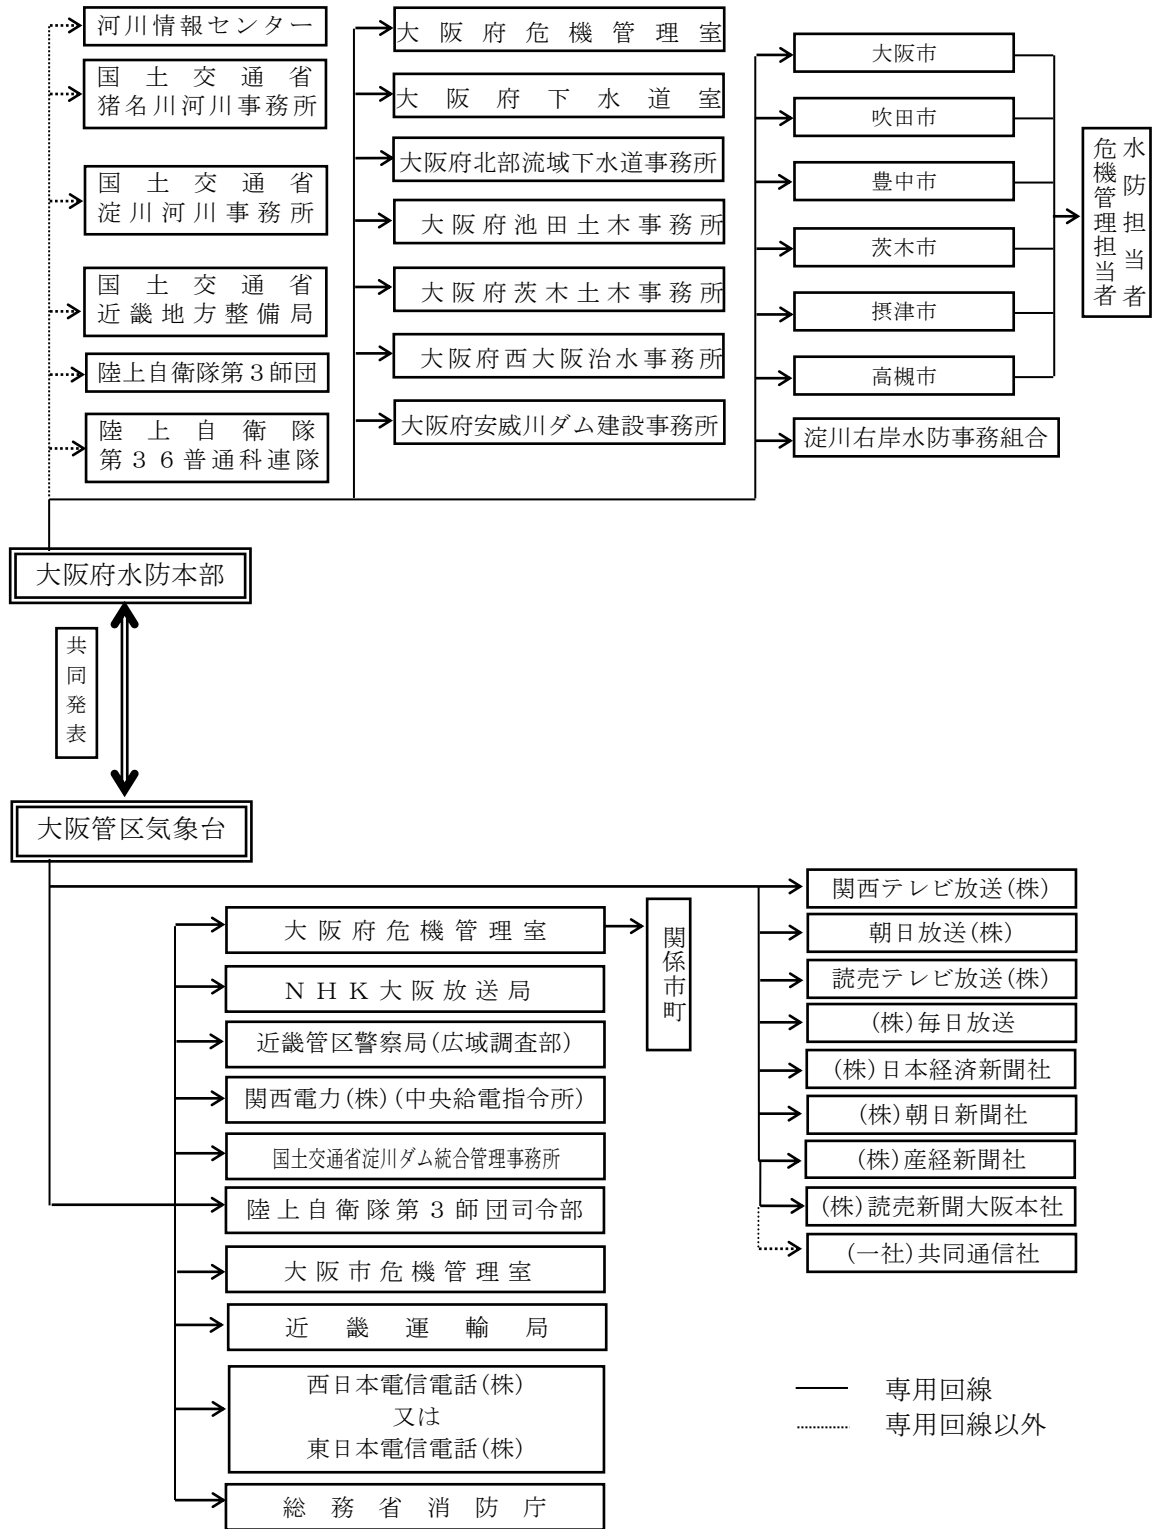 河川情報センター
国土交通省
猪名川河川事務所
国土交通省
淀川河川事務所
国土交通省
近畿地方整備局
陸上自衛隊第３師団
陸上自衛隊
第３６普通科連隊
大阪府危機管理室
大阪府下水道室
大阪府北部流域下水道事務所
大阪府池田土木事務所
大阪府茨木土木事務所
大阪府西大阪治水事務所
大阪府安威川ダム建設事務所
大阪市
吹田市
豊中市
茨木市
摂津市
高槻市
淀川右岸水防事務組合
水防担当者
危機管理担当者
大阪府水防本部
共同発表
大阪管区気象台
大阪府危機管理室
ＮＨＫ大阪放送局
近畿管区警察局(広域調査部)
関西電力(株)(中央給電指令所)
国土交通省淀川ダム統合管理事務所
陸上自衛隊第３師団司令部
大阪市危機管理室
近畿運輸局
西日本電信電話(株)
又は
東日本電信電話(株)
総務省消防庁
関係市町
関西テレビ放送(株)
朝日放送(株)
読売テレビ放送(株)
(株)毎日放送
(株)日本経済新聞社
(株)朝日新聞社
(株)産経新聞社
(株)読売新聞大阪本社
(一社)共同通信社
専用回線
専用回線以外